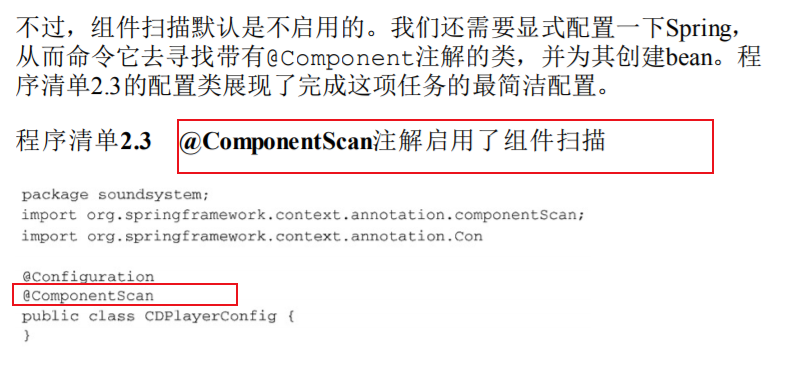 不过，组件扫描默认是不启用的。我们还需要显式配置一下Spring，
从而命令它去寻找带有@Component注解的类，并为其创建bean。程
序清单2.3的配置类展现了完成这项任务的最简洁配置。
程序清单2.3 @ComponentScan注解启用了组件扫描
package soundsystem;
import org.springframework.context.annotation.componentScan;
import org.springframework.context.annotation.Con
@Configuration
@ComponentScan
public class CDPlayerConfig {
}